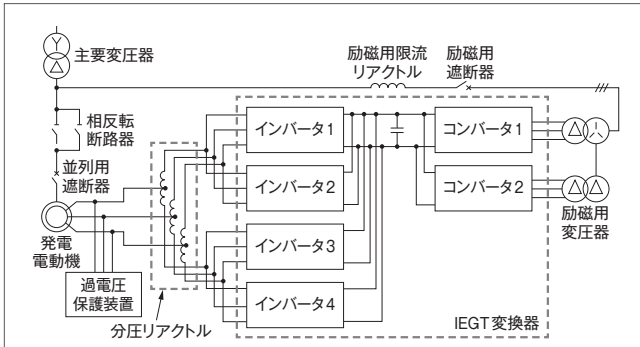 主要変圧器
励磁用限流
リアクトル
励磁用
遮断器
相反転
断路器
並列用
遮断器
発電
電動機
過電圧
保護装置
分圧リアクトル
インバータ1
インバータ2
インバータ3
インバータ4
コンバータ1
コンバータ2
励磁用
変圧器
IEGT変換器